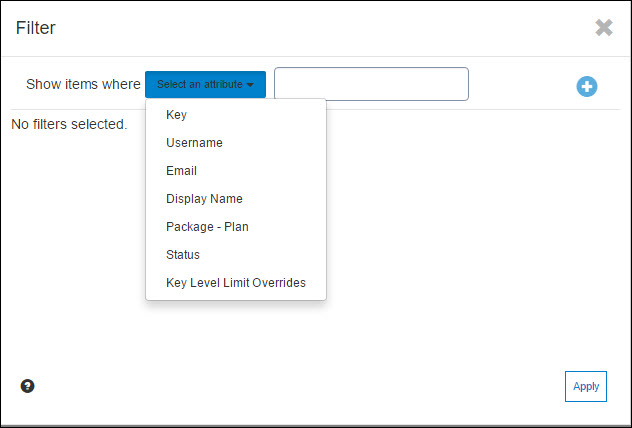 Filter
Show items where Select an attribute
No filters selected.
Key
Username
Email
Display Name
Package - Plan
Status
Key Level Limit Overrides
?
Apply